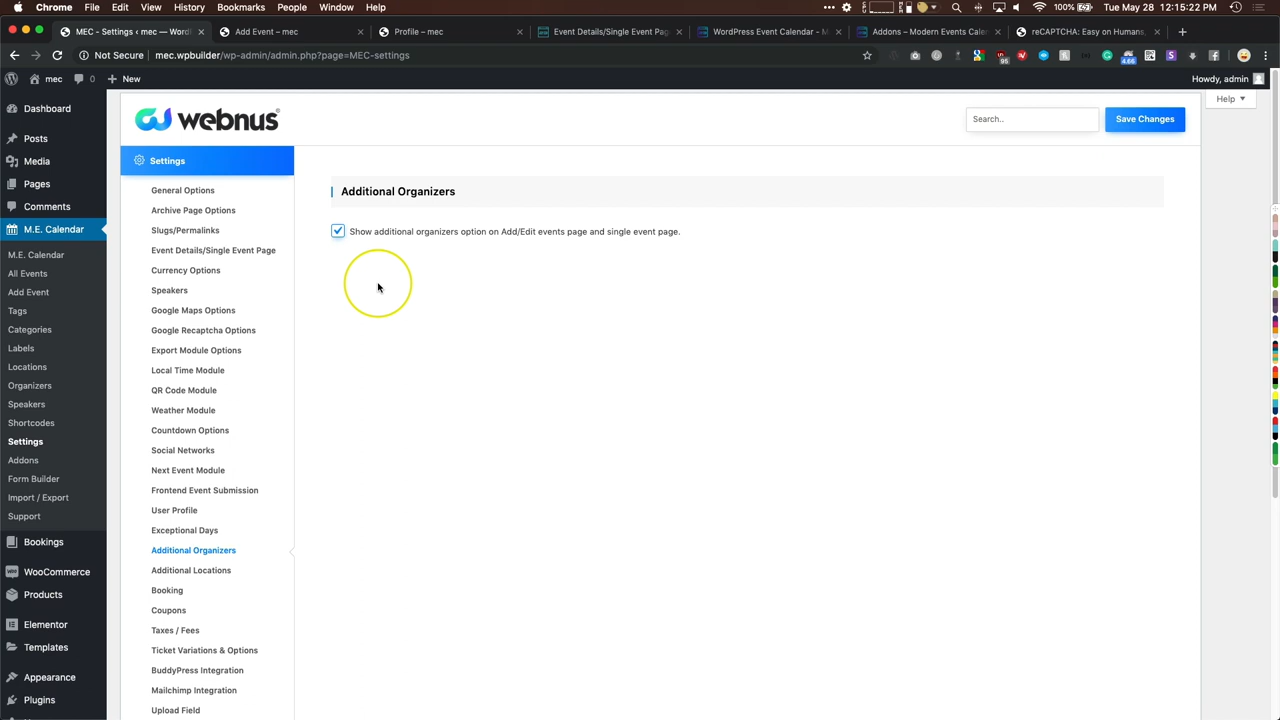 Chrome File Edit View History Bookmarks People Window Help
100% Thu May 28 12:15:22 PM
MEC - Settings ‹ mec — Word
Add Event – mec
Profile – mec
Event Details/Single Event Pag
WordPress Event Calendar - M
Addons – Modern Events Cale
reCAPTCHA: Easy on Humans,
Not Secure mec.wpbuilder/wp-admin/admin.php?page=MEC-settings
95
4.66
mec 0 New
Howdy, admin
Help
webnus
Search..
Save Changes
Dashboard
Posts
Media
Pages
Comments
M.E. Calendar
M.E. Calendar
All Events
Add Event
Tags
Categories
Labels
Locations
Organizers
Speakers
Shortcodes
Settings
Addons
Form Builder
Import / Export
Support
Bookings
WooCommerce
Products
Elementor
Templates
Appearance
Plugins
Settings
General Options
Archive Page Options
Slugs/Permalinks
Event Details/Single Event Page
Currency Options
Speakers
Google Maps Options
Google Recaptcha Options
Export Module Options
Local Time Module
QR Code Module
Weather Module
Countdown Options
Social Networks
Next Event Module
Frontend Event Submission
User Profile
Exceptional Days
Additional Organizers
Additional Locations
Booking
Coupons
Taxes / Fees
Ticket Variations & Options
BuddyPress Integration
Mailchimp Integration
Upload Field
Additional Organizers
Show additional organizers option on Add/Edit events page and single event page.